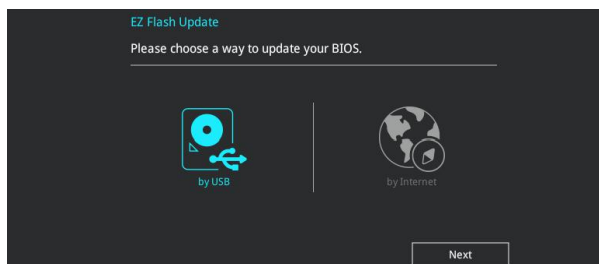 EZ Flash Update
Please choose a way to update your BIOS.
by USB
by Internet
Next